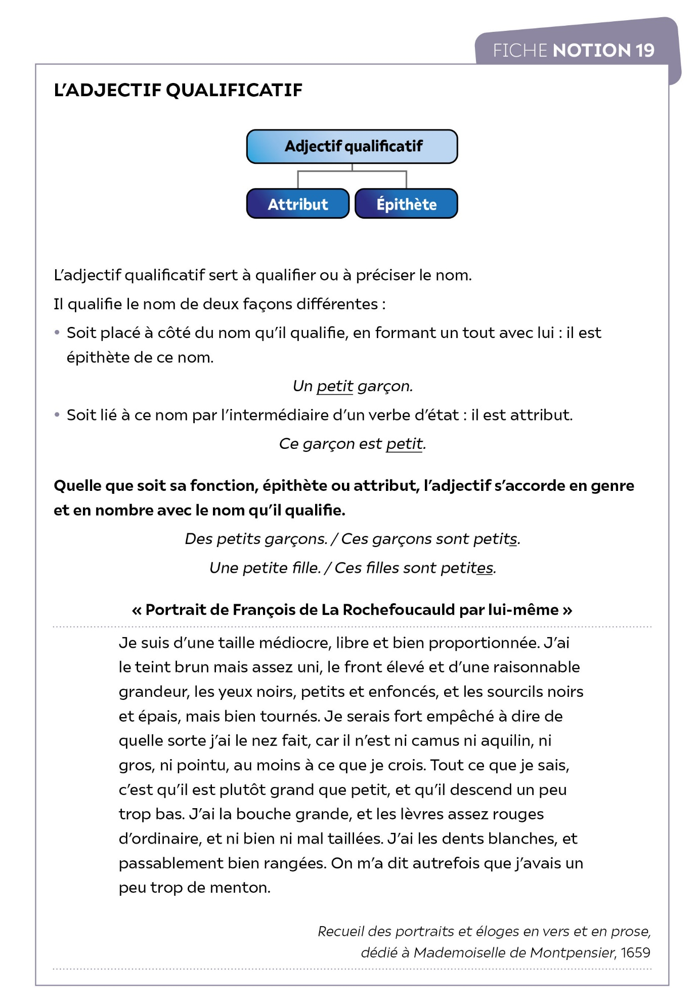 FICHE NOTION 19
L’ADJECTIF QUALIFICATIF
Adjectif qualificatif
Attribut
Épithète
L’adjectif qualificatif sert à qualifier ou à préciser le nom.
Il qualifie le nom de deux façons différentes :
• Soit placé à côté du nom qu’il qualifie, en formant un tout avec lui : il est
épithète de ce nom.
Un petit garçon.
• Soit lié à ce nom par l’intermédiaire d’un verbe d’état : il est attribut.
Ce garçon est petit.
Quelle que soit sa fonction, épithète ou attribut, l’adjectif s’accorde en genre
et en nombre avec le nom qu’il qualifie.
Des petits garçons. / Ces garçons sont petits.
Une petite fille. / Ces filles sont petites.
« Portrait de François de La Rochefoucauld par lui-même »
Je suis d’une taille médiocre, libre et bien proportionnée. J’ai
le teint brun mais assez uni, le front élevé et d’une raisonnable
grandeur, les yeux noirs, petits et enfoncés, et les sourcils noirs
et épais, mais bien tournés. Je serais fort empêché à dire de
quelle sorte j’ai le nez fait, car il n’est ni camus ni aquilin, ni
gros, ni pointu, au moins à ce que je crois. Tout ce que je sais,
c’est qu’il est plutôt grand que petit, et qu’il descend un peu
trop bas. J’ai la bouche grande, et les lèvres assez rouges
d’ordinaire, et ni bien ni mal taillées. J’ai les dents blanches, et
passablement bien rangées. On m’a dit autrefois que j’avais un
peu trop de menton.
Recueil des portraits et éloges en vers et en prose,
dédié à Mademoiselle de Montpensier, 1659